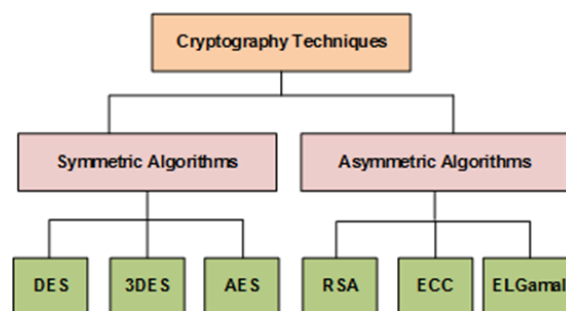 Cryptography Techniques
Symmetric Algorithms
Asymmetric Algorithms
DES
3DES
AES
RSA
ECC
ELGamal